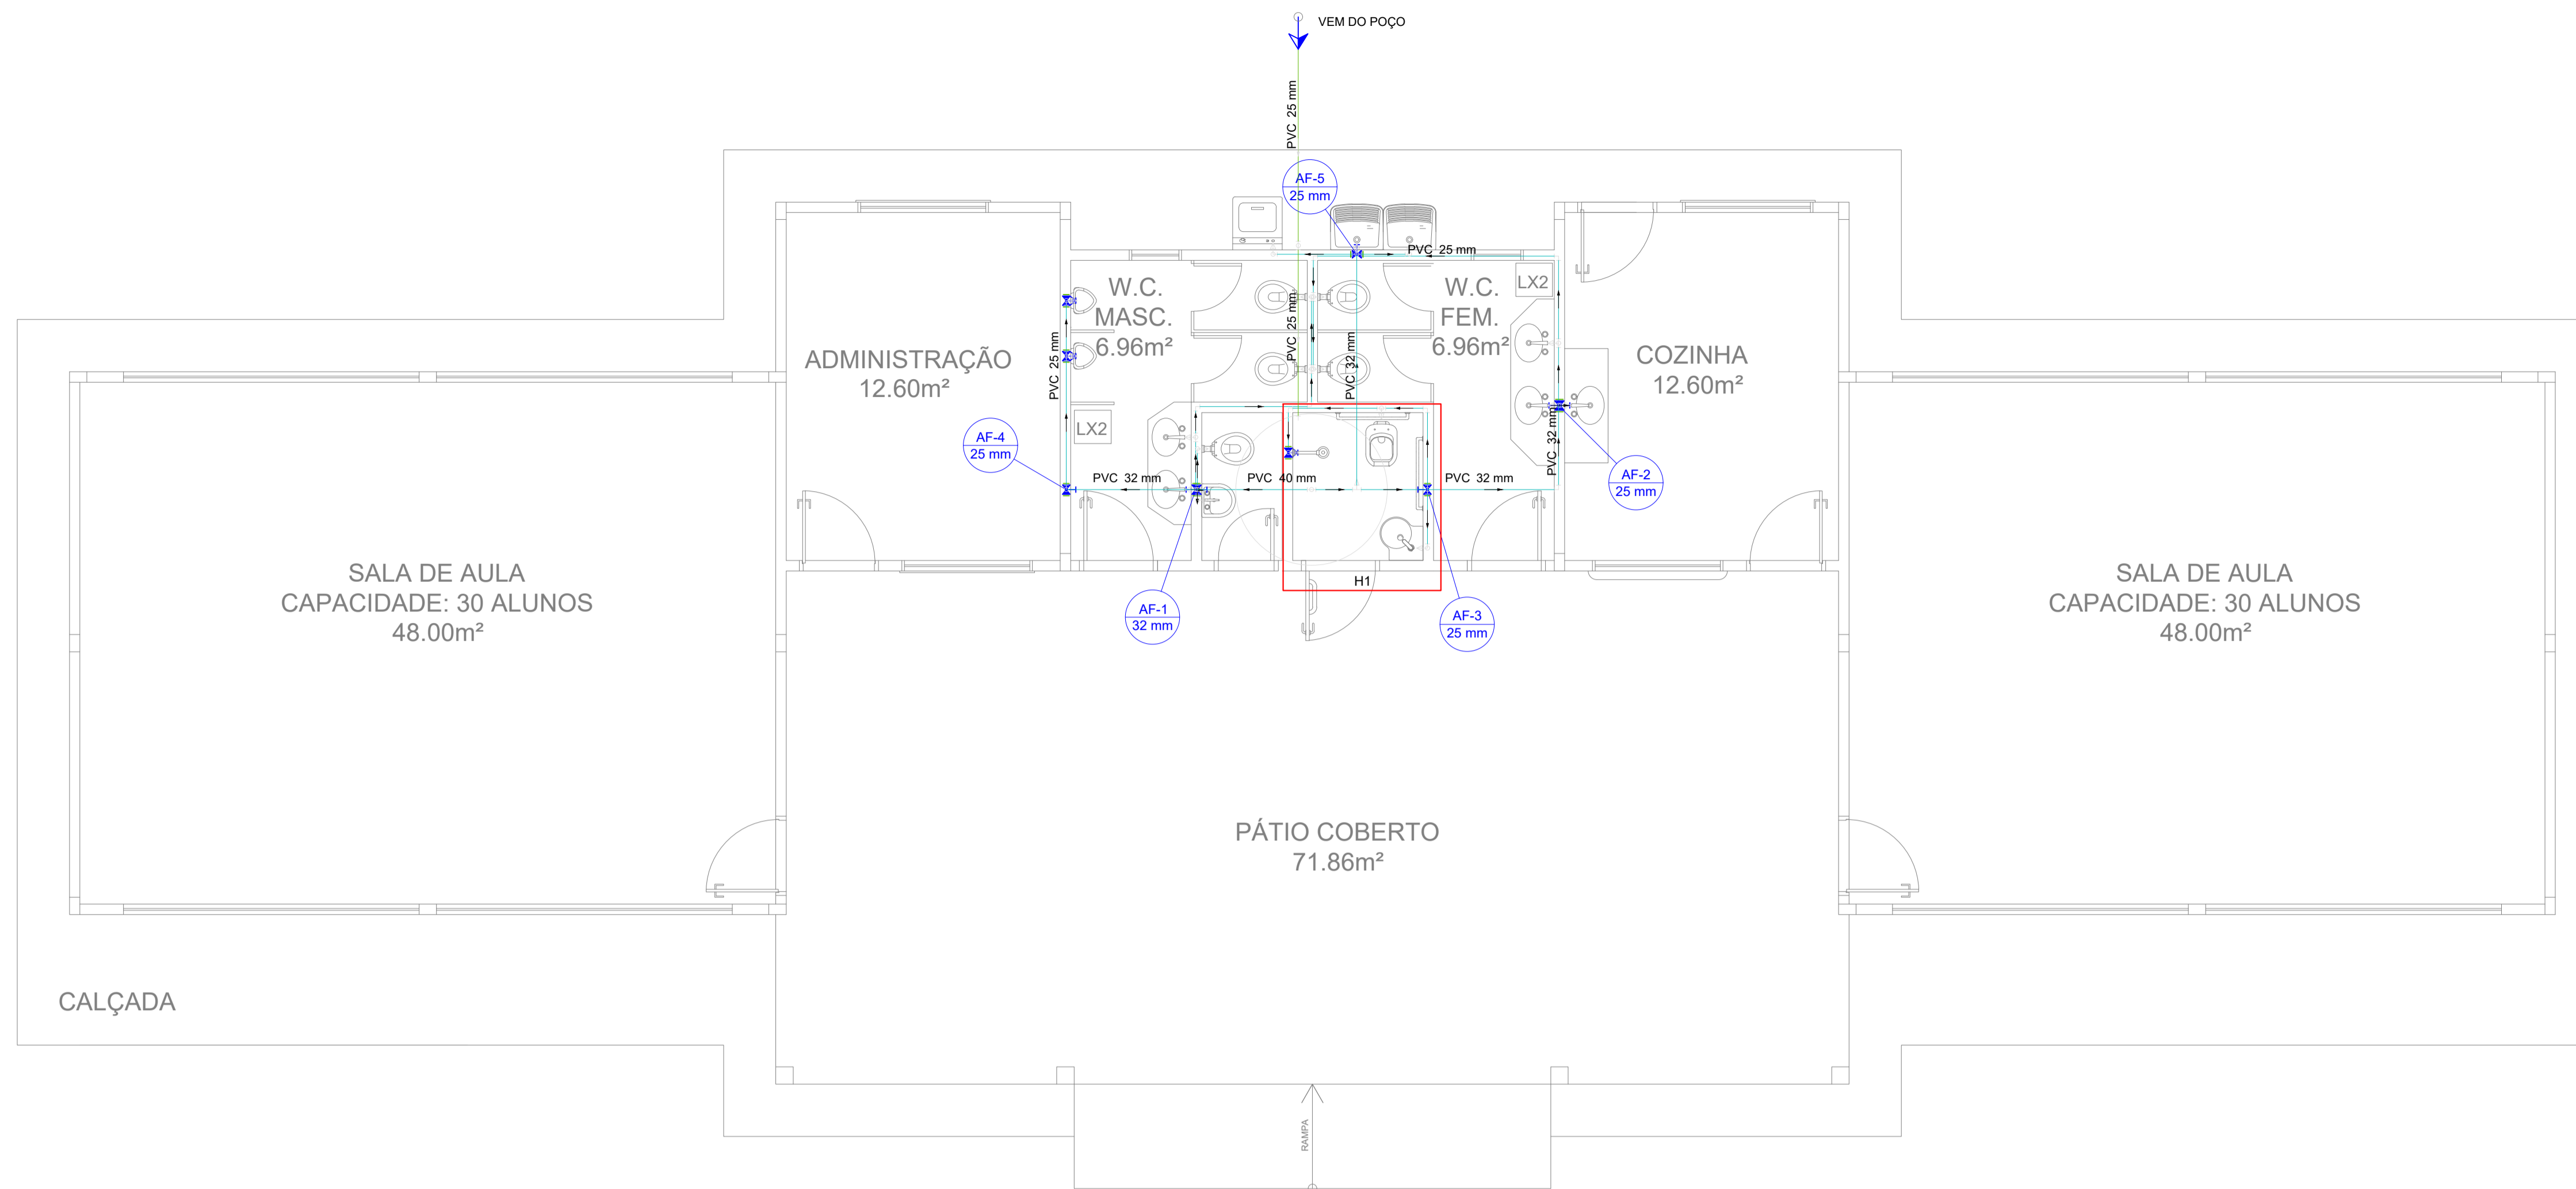 VEM DO POÇO
PVC 25 mm
AF-5
25 mm
PVC 25 mm
W.C.
MASC.
6.96m²
W.C.
FEM.
6.96m²
LX2
ADMINISTRAÇÃO
12.60m²
COZINHA
12.60m²
PVC 25 mm
PVC 25 mm
PVC 32 mm
PVC 32 mm
LX2
AF-4
25 mm
PVC 32 mm
PVC 40 mm
PVC 32 mm
AF-2
25 mm
SALA DE AULA
CAPACIDADE: 30 ALUNOS
48.00m²
H1
AF-1
32 mm
AF-3
25 mm
SALA DE AULA
CAPACIDADE: 30 ALUNOS
48.00m²
PÁTIO COBERTO
71.86m²
CALÇADA
RAMPA